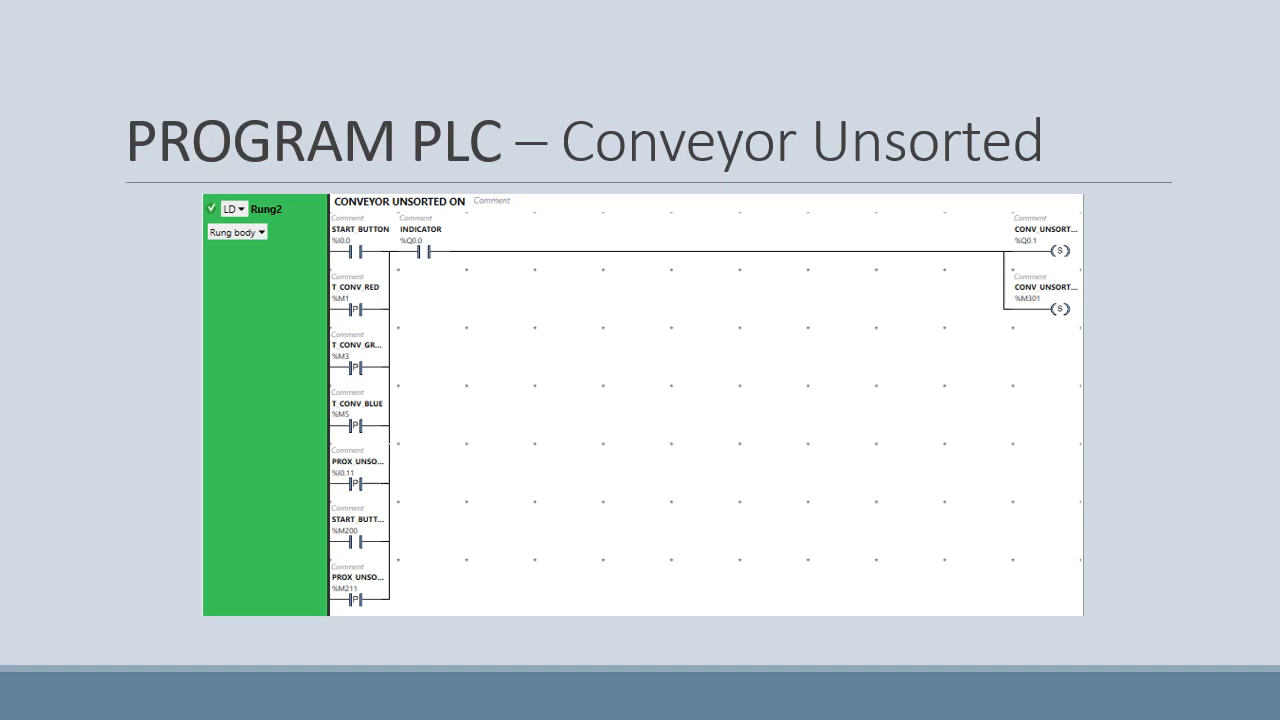 PROGRAM PLC – Conveyor Unsorted
LD Rung2
Rung body
CONVEYOR UNSORTED ON Comment
Comment Comment Comment
START_BUTTON INDICATOR CONV_UNSORT...
%I0.0 %Q0.0 %Q0.1
S
Comment Comment
T_CONV_RED CONV_UNSORT...
%M1 %M301
P S
Comment
T_CONV_GR...
%M3
P
Comment
T_CONV_BLUE
%M5
P
Comment
PROX_UNSO...
%I0.11
P
Comment
START_BUTT...
%M200
Comment
PROX_UNSO...
%M211
P